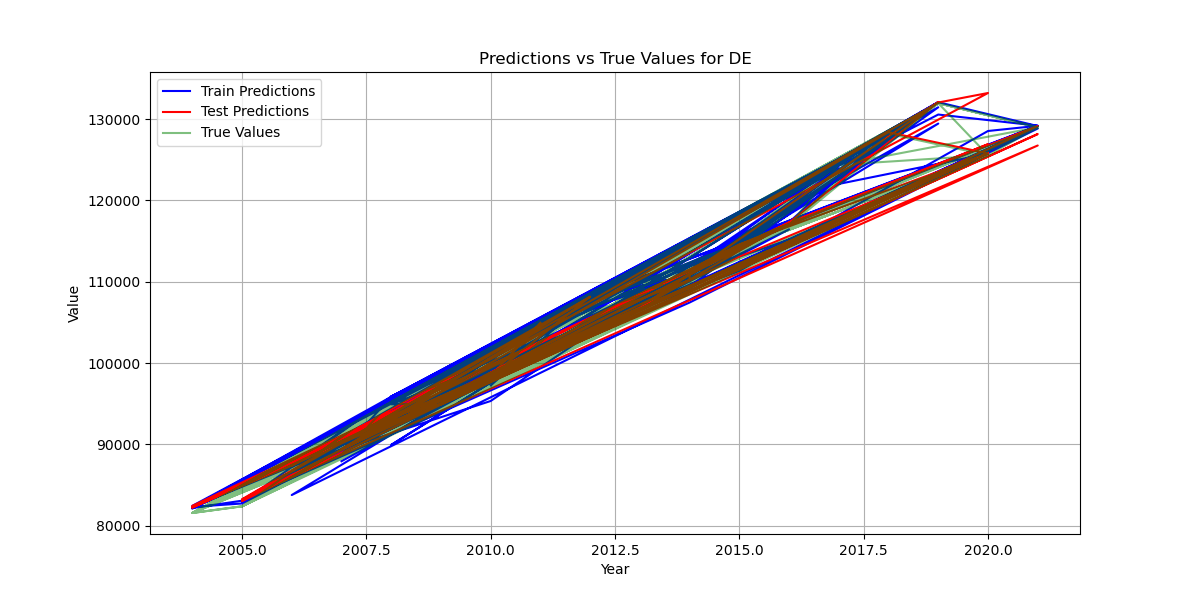 Predictions vs True Values for DE
Train Predictions
Test Predictions
True Values
130000
120000
110000
100000
90000
80000
Value
2005.0 2007.5 2010.0 2012.5 2015.0 2017.5 2020.0
Year